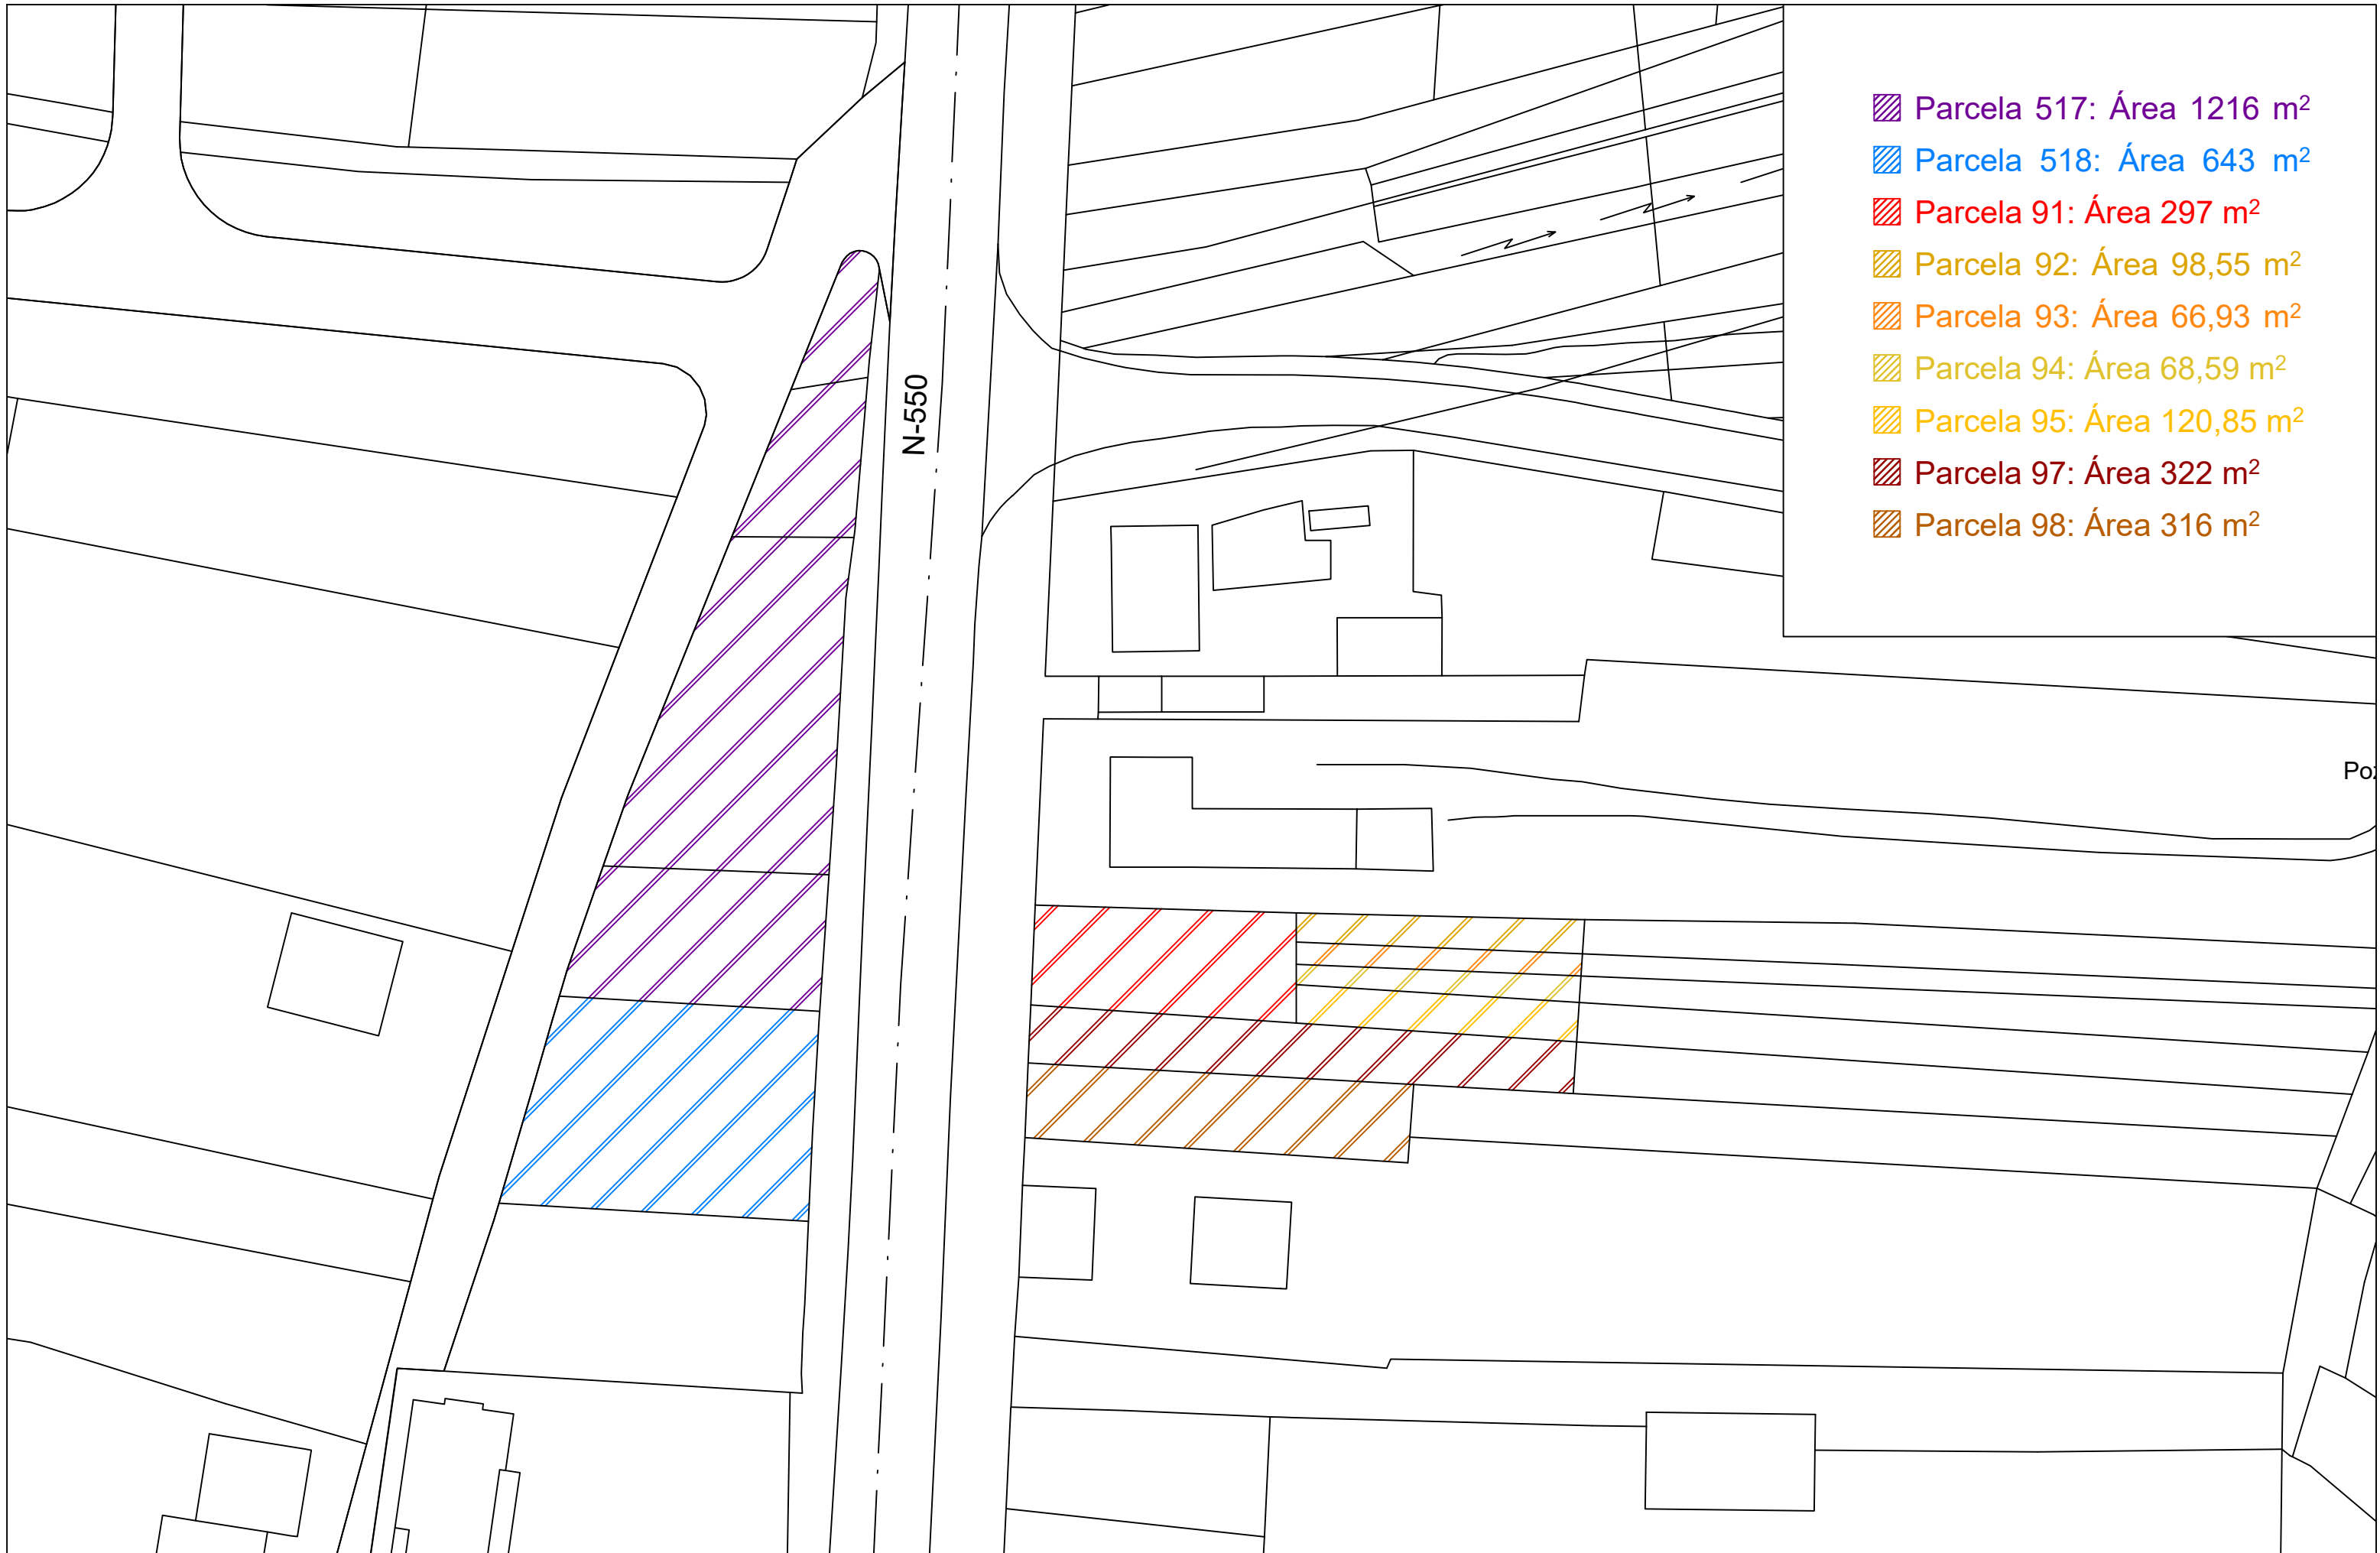 Parcela 517: Área 1216 m²
Parcela 518: Área 643 m²
Parcela 91: Área 297 m²
Parcela 92: Área 98,55 m²
Parcela 93: Área 66,93 m²
Parcela 94: Área 68,59 m²
Parcela 95: Área 120,85 m²
Parcela 97: Área 322 m²
Parcela 98: Área 316 m²
N-550